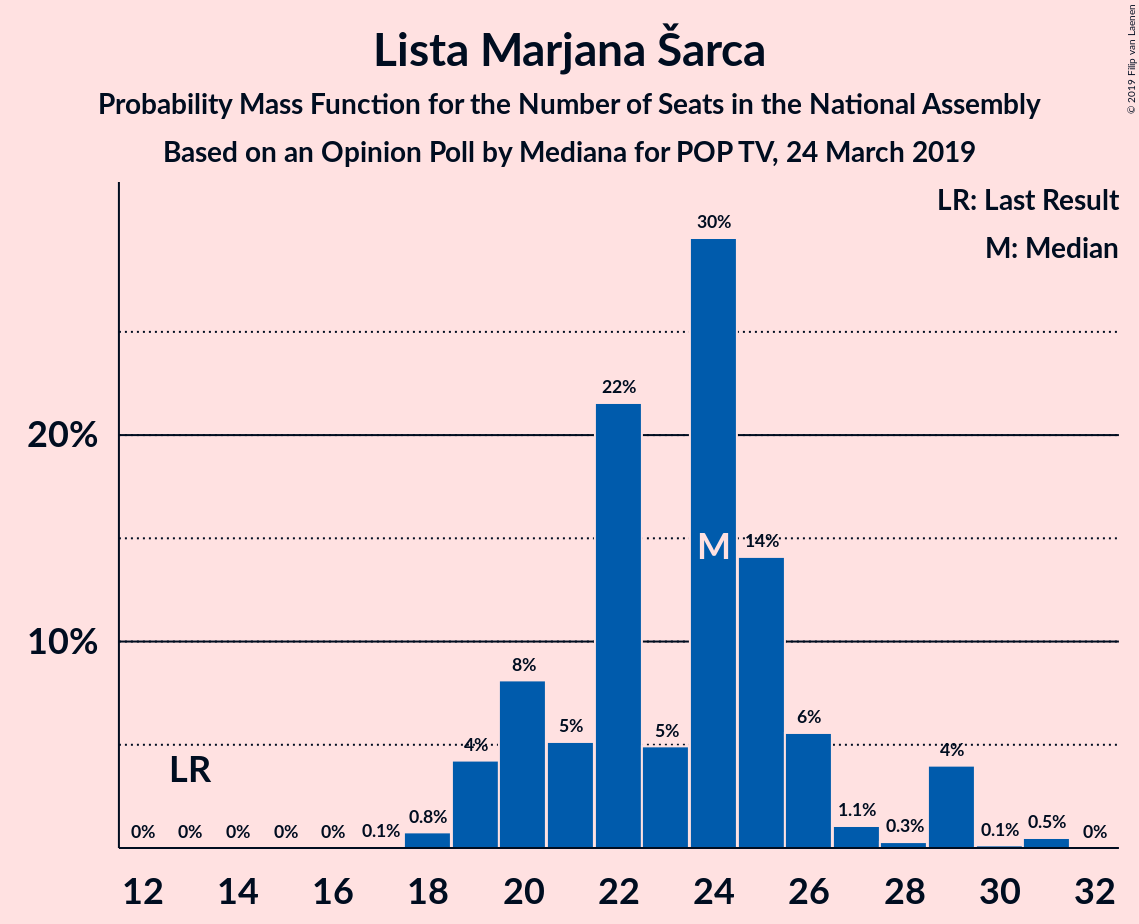 Lista Marjana Šarca
Probability Mass Function for the Number of Seats in the National Assembly
Based on an Opinion Poll by Mediana for POP TV, 24 March 2019
© 2019 Filip van Laenen
LR: Last Result
M: Median
20%
10%
LR
M
0%
0%
0%
0%
0%
0.1%
0.8%
4%
8%
5%
22%
5%
30%
14%
6%
1.1%
0.3%
4%
0.1%
0.5%
0%
12 14 16 18 20 22 24 26 28 30 32